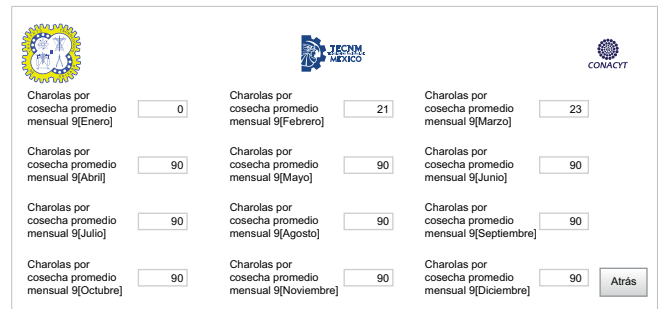 TECNM
MÉXICO
CONACYT
Charolas por
cosecha promedio
mensual 9[Enero]
0
Charolas por
cosecha promedio
mensual 9[Febrero]
21
Charolas por
cosecha promedio
mensual 9[Marzo]
23
Charolas por
cosecha promedio
mensual 9[Abril]
90
Charolas por
cosecha promedio
mensual 9[Mayo]
90
Charolas por
cosecha promedio
mensual 9[Junio]
90
Charolas por
cosecha promedio
mensual 9[Julio]
90
Charolas por
cosecha promedio
mensual 9[Agosto]
90
Charolas por
cosecha promedio
mensual 9[Septiembre]
90
Charolas por
cosecha promedio
mensual 9[Octubre]
90
Charolas por
cosecha promedio
mensual 9[Noviembre]
90
Charolas por
cosecha promedio
mensual 9[Diciembre]
90
Atrás